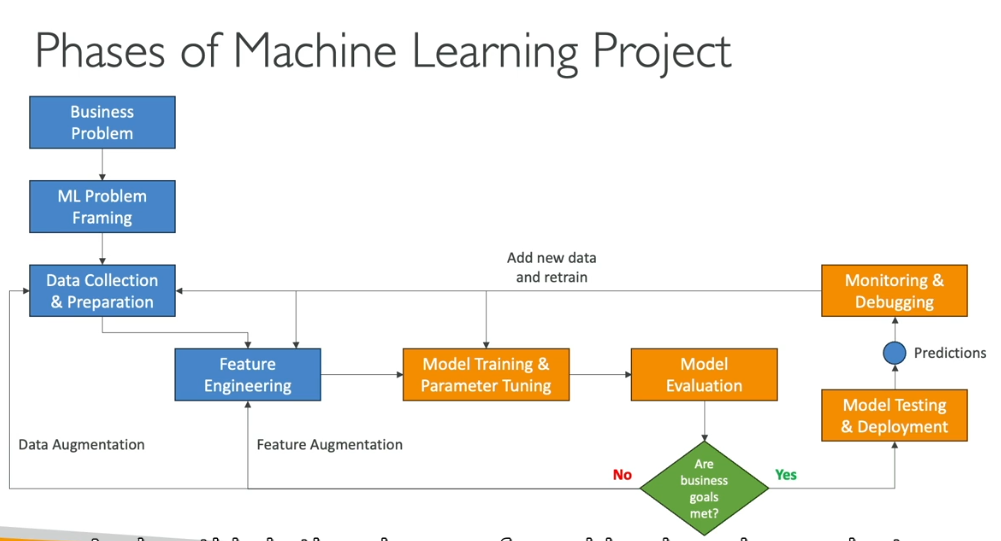 Phases of Machine Learning Project
Business
Problem
ML Problem
Framing
Data Collection
& Preparation
Add new data
and retrain
Monitoring &
Debugging
Feature
Engineering
Model Training &
Parameter Tuning
Model
Evaluation
Predictions
Model Testing
& Deployment
Data Augmentation
Feature Augmentation
Are
business
goals
met?
No
Yes